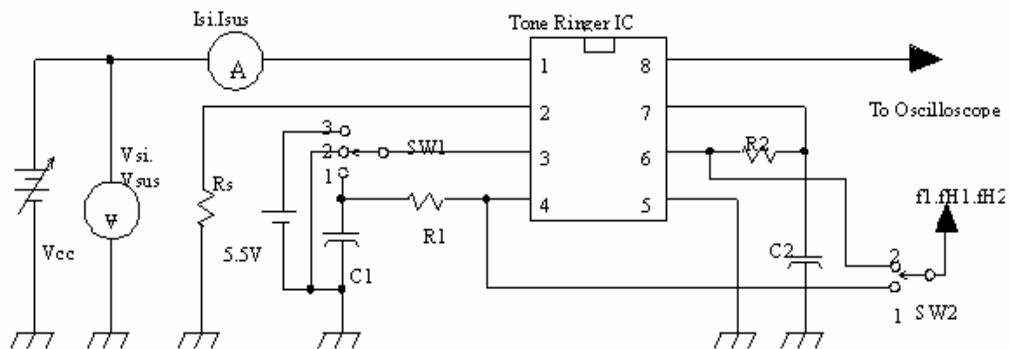 Isi.Isus
Tone Ringer IC
A
1
8
2
7
To Oscilloscope
3
2
SW1
3
6
R2
Vsi.
Vsus
1
Rs
4
5
f1.fH1.fH2
V
R1
Vcc
5.5V
C1
C2
2
1
SW2